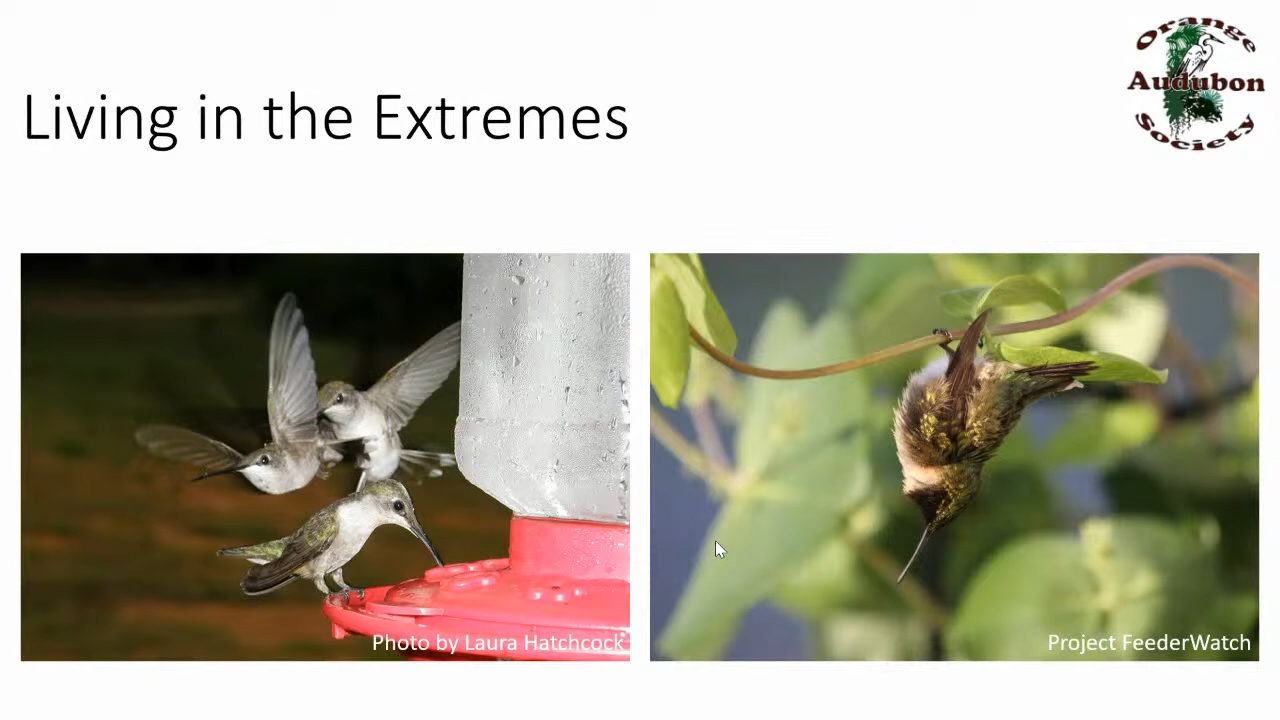 Orange
Audubon
Society
Living in the Extremes
Photo by Laura Hatchcock
Project FeederWatch